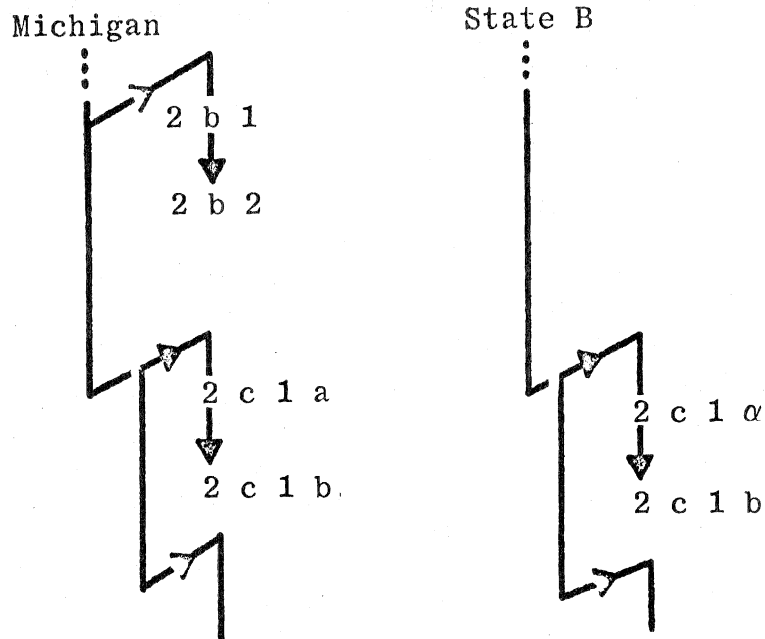 Michigan
2 b 1
2 b 2
2 c 1 a
2 c 1 b.
State B
2 c 1 α
2 c 1 b